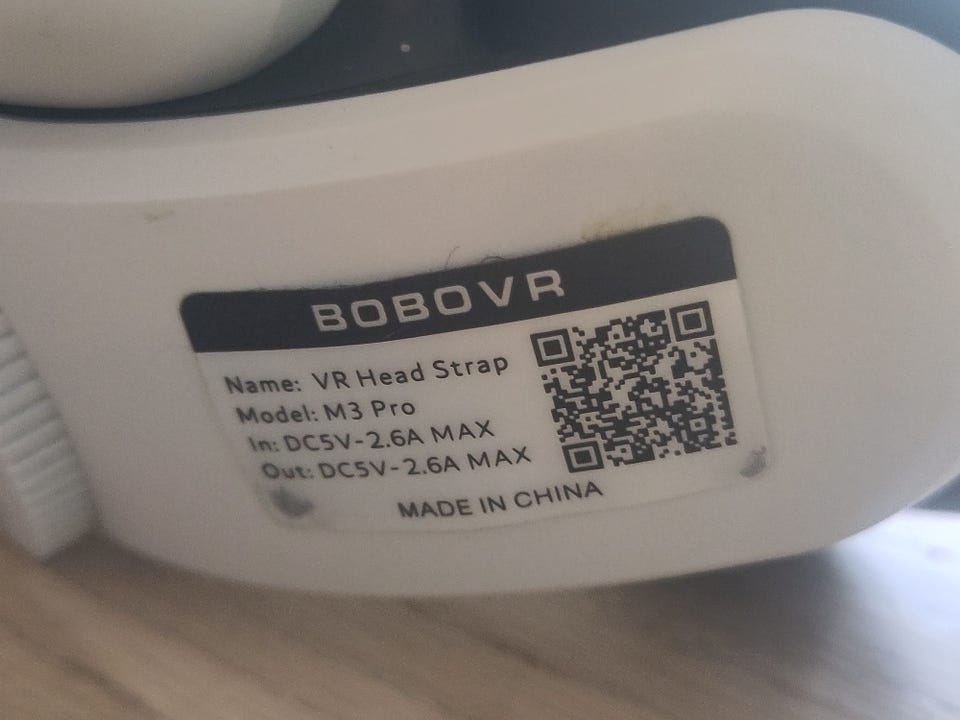 BOBOVR
Name: VR Head Strap
Model: M3 Pro
In: DC5V-2.6A MAX
Out: DC5V-2.6A MAX
MADE IN CHINA